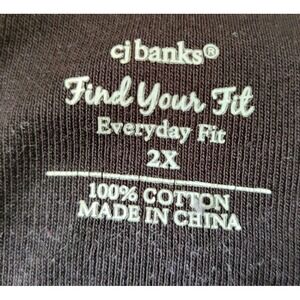 cj banks®
Find Your Fit
Everyday Fit
2X
100% COTTON
MADE IN CHINA